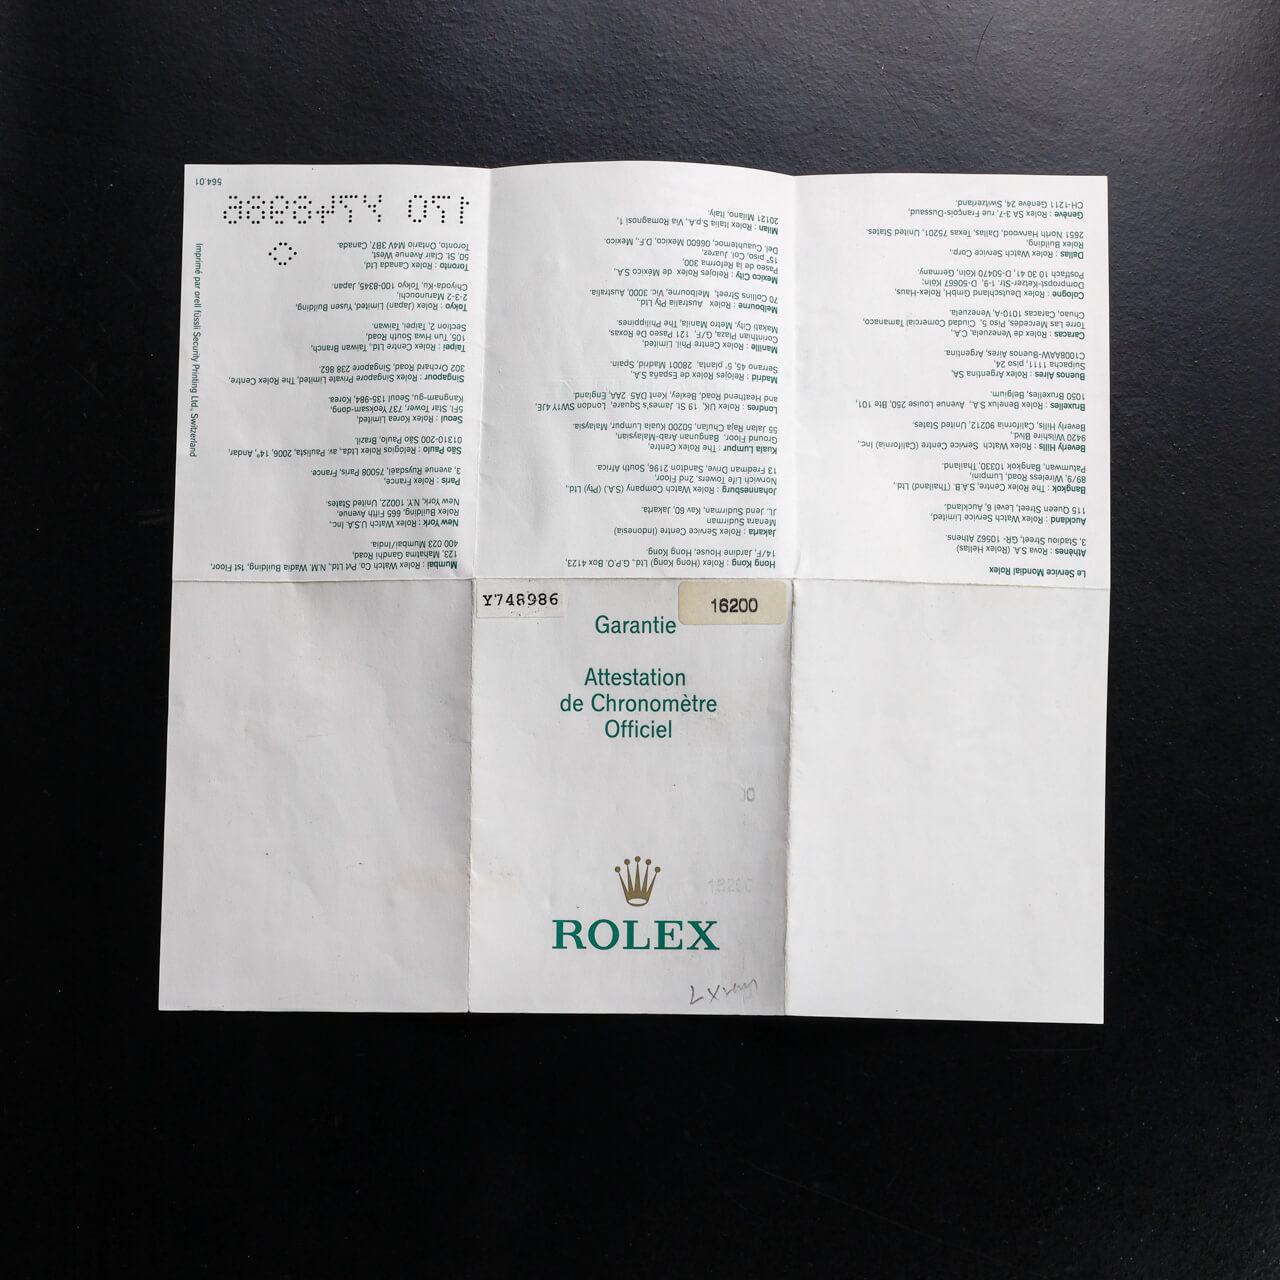 Y748986
16200
Garantie
Attestation
de Chronomètre
Officiel
ROLEX
Le Service Mondial Rolex
Athènes : Rova S.A. (Rolex Hellas)
3, Stadiou Street, GR- 10562 Athens.
Auckland : Rolex Watch Service Limited,
115 Queen Street, Level 6, Auckland.
Bangkok : The Rolex Centre, S.A.B. (Thailand) Ltd.,
89/9, Wireless Road, Lumpini,
Patumwan, Bangkok 10330, Thailand.
Beverly Hills : Rolex Watch Service Centre (California) Inc.,
9420 Wilshire Blvd.,
Beverly Hills, California 90212, United States.
Bruxelles : Rolex Benelux S.A., Avenue Louise 250, Bte 101,
1050 Bruxelles, Belgium.
Buenos Aires : Rolex Argentina SA,
Suipacha 1111, piso 24,
C1008AAW-Buenos Aires, Argentina.
Caracas : Rolex de Venezuela, C.A.,
Torre Las Mercedes, Piso 5, Ciudad Comercial Tamanaco,
Chuao, Caracas 1010-A, Venezuela.
Cologne : Rolex Deutschland GmbH, Rolex-Haus,
Dompropst-Ketzer-Str. 1-9, D-50667 Köln;
Postfach 10 30 41, D-50470 Köln, Germany.
Dallas : Rolex Watch Service, Corp.,
Rolex Building,
2651 North Harwood, Dallas, Texas 75201, United States.
Genève : Rolex SA 3-7, rue François-Dussaud,
CH-1211 Genève 24, Switzerland.
Hong Kong : Rolex (Hong Kong) Ltd., G.P.O. Box 4123,
14/F, Jardine House, Hong Kong.
Jakarta : Rolex Service Centre (Indonesia)
Menara Sudirman
JL. Jend Sudirman, Kav 60, Jakarta.
Johannesburg : Rolex Watch Company (S.A.) (Pty) Ltd.,
Norwich Life Towers, 2nd Floor,
13 Fredman Drive, Sandton 2196, South Africa.
Kuala Lumpur : The Rolex Centre,
Ground Floor, Bangunan Arab-Malaysian,
55 Jalan Raja Chulan, 50200 Kuala Lumpur, Malaysia.
Londres : Rolex UK, 19 St. James's Square, London SW1Y 4JE,
and Heathend Road, Bexley, Kent DA5 2AA, England.
Madrid : Relojes Rolex de España S.A.,
Serrano 45, 5° planta, 28001 Madrid, Spain.
Manille : Rolex Centre Phil. Limited,
Corinthian Plaza, G/F, 121 Paseo De Roxas,
Makati City, Metro Manila, The Philippines.
Melbourne : Rolex Australia Pty Ltd.,
70 Collins Street, Melbourne, Vic. 3000, Australia.
Mexico City : Relojes Rolex de México S.A.,
Paseo de la Reforma 300,
15° piso, Col. Juarez,
Del. Cuauhtemoc, 06600 Mexico, D.F., Mexico.
Milan : Rolex Italia S.p.A., Via Romagnosi 1,
20121 Milano, Italy.
Mumbai : Rolex Watch Co. Pvt Ltd., N.M. Wadia Building, 1st Floor,
123, Mahatma Gandhi Road,
400 023 Mumbai/India.
New York : Rolex Watch U.S.A. Inc.,
Rolex Building, 665 Fifth Avenue,
New York, N.Y. 10022, United States.
Paris : Rolex France,
3, avenue Ruysdaël, 75008 Paris, France.
São Paulo : Relógios Rolex Ltda, av. Paulista, 2006, 14°, Andar,
01310-200 São Paulo, Brazil.
Seoul : Rolex Korea Limited,
5Fl. Star Tower, 737 Yeoksam-dong,
Kangnam-gu, Seoul 135-984, Korea.
Singapour : Rolex Singapore Private Limited, The Rolex Centre,
302 Orchard Road, Singapore 238 862.
Taipei : Rolex Centre Ltd., Taiwan Branch,
105, Tun Hwa South Road,
Section 2, Taipei, Taiwan.
Tokyo : Rolex (Japan) Limited, Yusen Building,
2-3-2 Marunouchi,
Chiyoda-Ku, Tokyo 100-8345, Japan.
Toronto : Rolex Canada Ltd,
50, St. Clair Avenue West,
Toronto, Ontario M4V 3B7, Canada.
170 Y748986
564.01
Imprimé par orell füssli Security Printing Ltd., Switzerland
16200